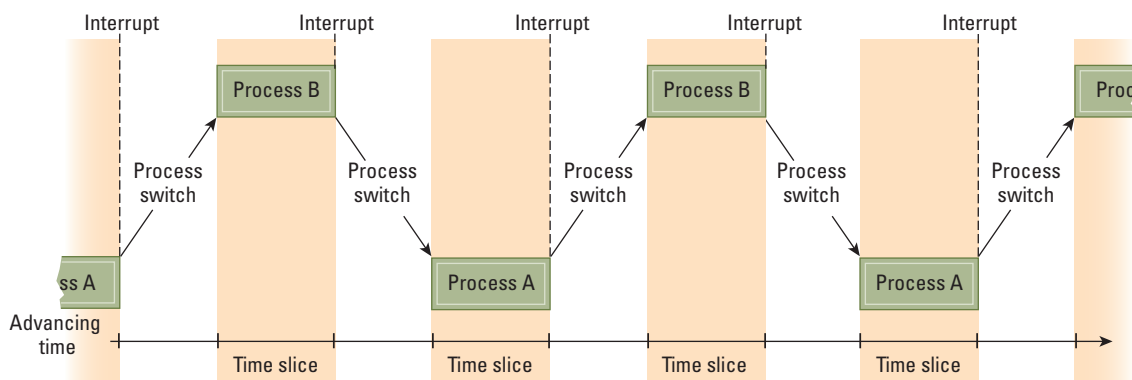 Interrupt Interrupt Interrupt Interrupt Interrupt
Process B Process B Proc
Process switch
Process switch
Process switch
Process switch
Process switch
ss A Process A Process A
Advancing time
Time slice Time slice Time slice Time slice